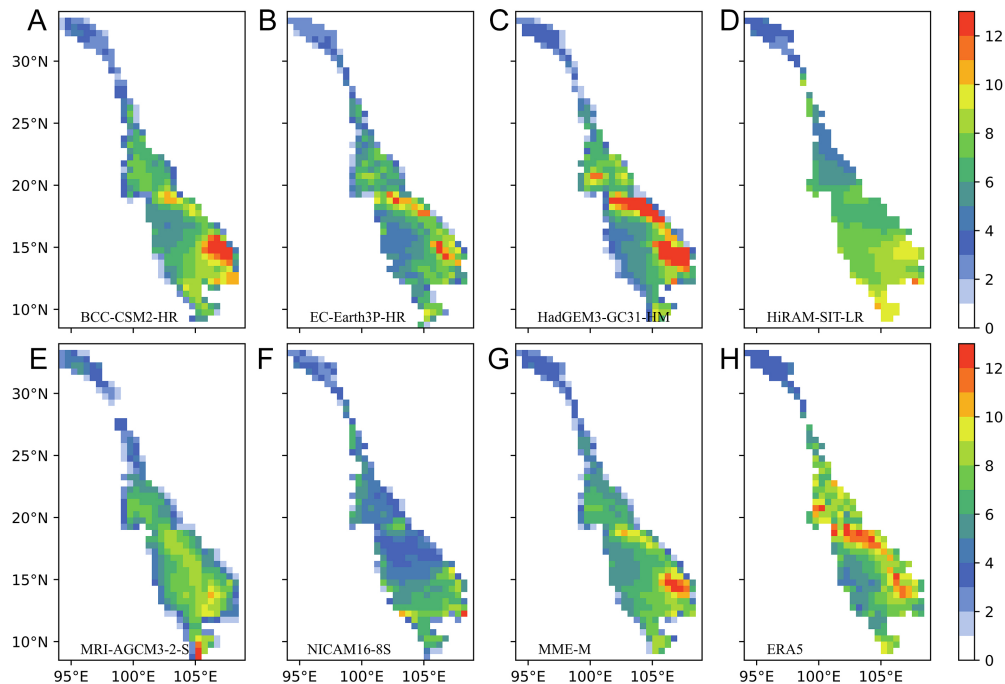 A
B
C
D
30°N
25°N
20°N
15°N
10°N
BCC-CSM2-HR
EC-Earth3P-HR
HadGEM3-GC31-HM
HiRAM-SIT-LR
12
10
8
6
4
2
0
E
F
G
H
30°N
25°N
20°N
15°N
10°N
MRI-AGCM3-2-S
NICAM16-8S
MME-M
ERA5
12
10
8
6
4
2
0
95°E 100°E 105°E
95°E 100°E 105°E
95°E 100°E 105°E
95°E 100°E 105°E